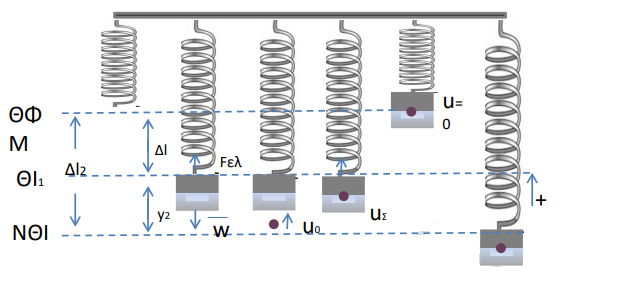 ΘΦ
Μ
u=
0
Δl
Fελ
Δl₂
ΘΙ₁
+
y₂
u₀
uΣ
w
ΝΘΙ